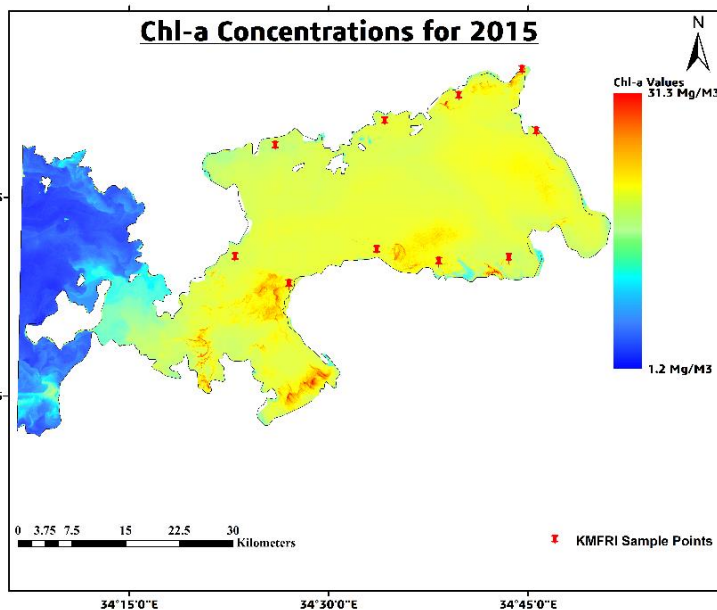 Chl-a Concentrations for 2015
N
Chl-a Values
31.3 Mg/M3
S
1.2 Mg/M3
S
0 3.75 7.5 15 22.5 30
Kilometers
KMFRI Sample Points
34°15'0"E 34°30'0"E 34°45'0"E